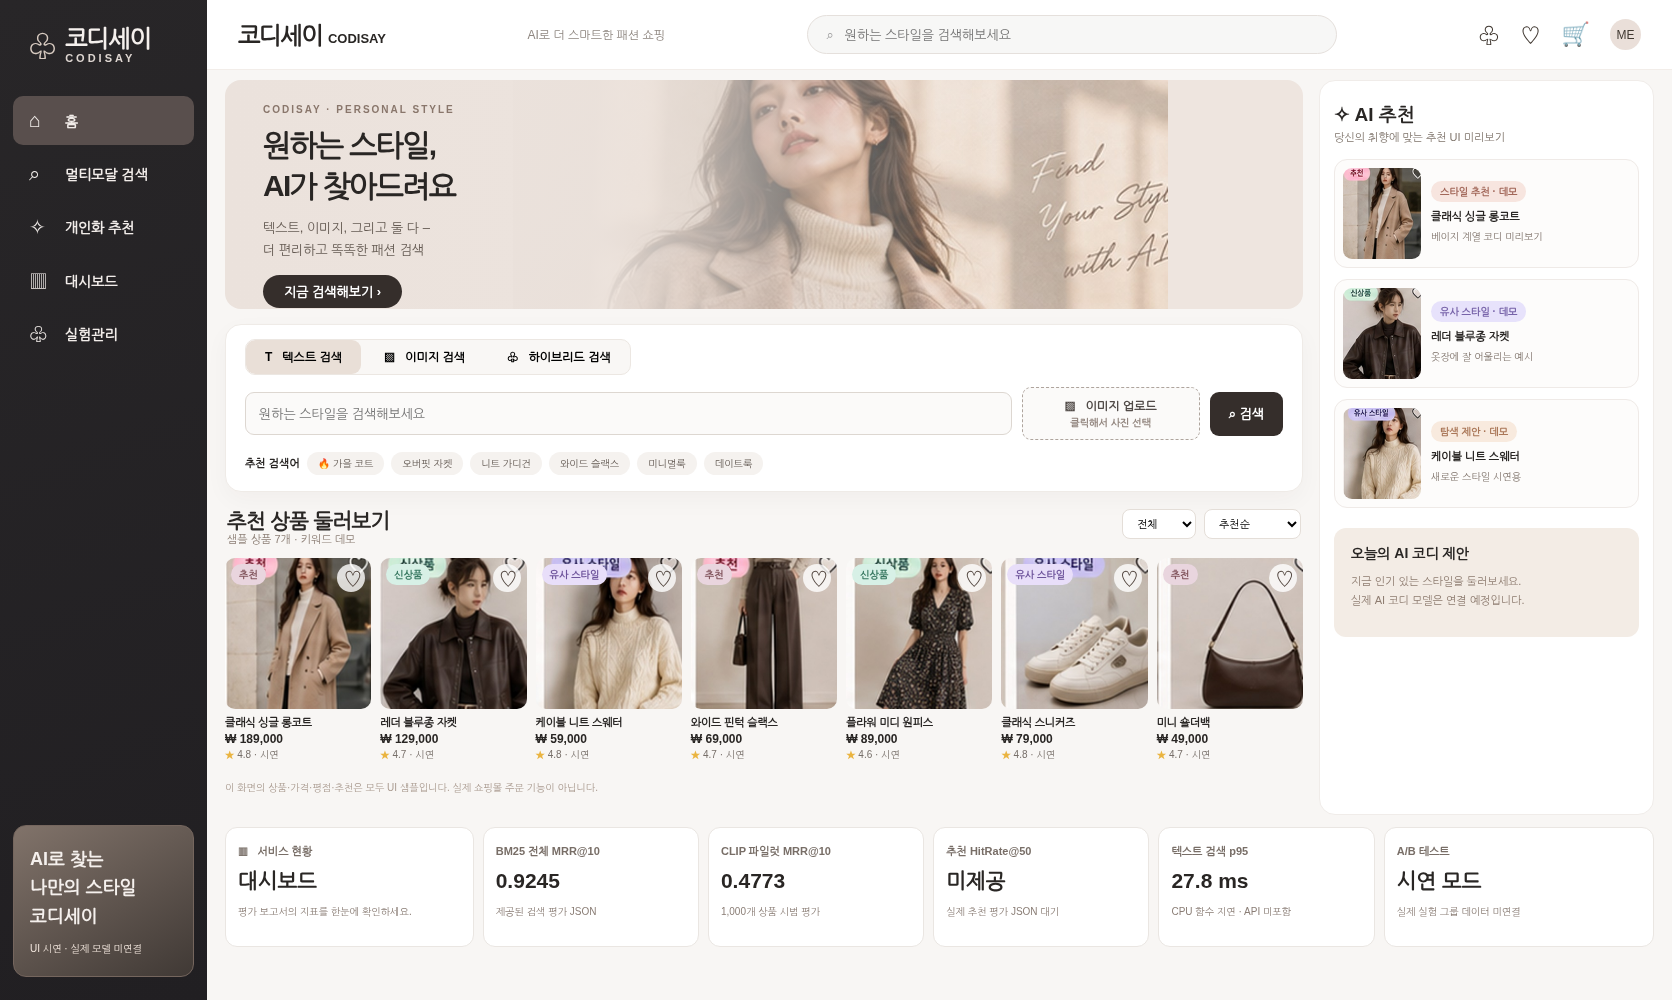 코디세이
CODISAY
홈
멀티모달 검색
개인화 추천
대시보드
실험관리
AI로 찾는
나만의 스타일
코디세이
UI 시연 · 실제 모델 미연결
코디세이 CODISAY
AI로 더 스마트한 패션 쇼핑
원하는 스타일을 검색해보세요
ME
CODISAY · PERSONAL STYLE
원하는 스타일,
AI가 찾아드려요
텍스트, 이미지, 그리고 둘 다 –
더 편리하고 똑똑한 패션 검색
지금 검색해보기 ›
Find
Your Styl
with AI
T 텍스트 검색
이미지 검색
하이브리드 검색
원하는 스타일을 검색해보세요
이미지 업로드
클릭해서 사진 선택
검색
추천 검색어
🔥 가을 코트
오버핏 자켓
니트 가디건
와이드 슬랙스
미니멀룩
데이트룩
추천 상품 둘러보기
샘플 상품 7개 · 키워드 데모
전체
추천순
추천
추천
신상품
신상품
유사 스타일
유사 스타일
추천
추천
신상품
신상품
유사 스타일
유사 스타일
추천
클래식 싱글 롱코트
₩ 189,000
★ 4.8 · 시연
레더 블루종 자켓
₩ 129,000
★ 4.7 · 시연
케이블 니트 스웨터
₩ 59,000
★ 4.8 · 시연
와이드 핀턱 슬랙스
₩ 69,000
★ 4.7 · 시연
플라워 미디 원피스
₩ 89,000
★ 4.6 · 시연
클래식 스니커즈
₩ 79,000
★ 4.8 · 시연
미니 숄더백
₩ 49,000
★ 4.7 · 시연
이 화면의 상품·가격·평점·추천은 모두 UI 샘플입니다. 실제 쇼핑몰 주문 기능이 아닙니다.
✧ AI 추천
당신의 취향에 맞는 추천 UI 미리보기
추천
스타일 추천 · 데모
클래식 싱글 롱코트
베이지 계열 코디 미리보기
신상품
유사 스타일 · 데모
레더 블루종 자켓
옷장에 잘 어울리는 예시
유사 스타일
탐색 제안 · 데모
케이블 니트 스웨터
새로운 스타일 시연용
오늘의 AI 코디 제안
지금 인기 있는 스타일을 둘러보세요.
실제 AI 코디 모델은 연결 예정입니다.
서비스 현황
대시보드
평가 보고서의 지표를 한눈에 확인하세요.
BM25 전체 MRR@10
0.9245
제공된 검색 평가 JSON
CLIP 파일럿 MRR@10
0.4773
1,000개 상품 시범 평가
추천 HitRate@50
미제공
실제 추천 평가 JSON 대기
텍스트 검색 p95
27.8 ms
CPU 함수 지연 · API 미포함
A/B 테스트
시연 모드
실제 실험 그룹 데이터 미연결